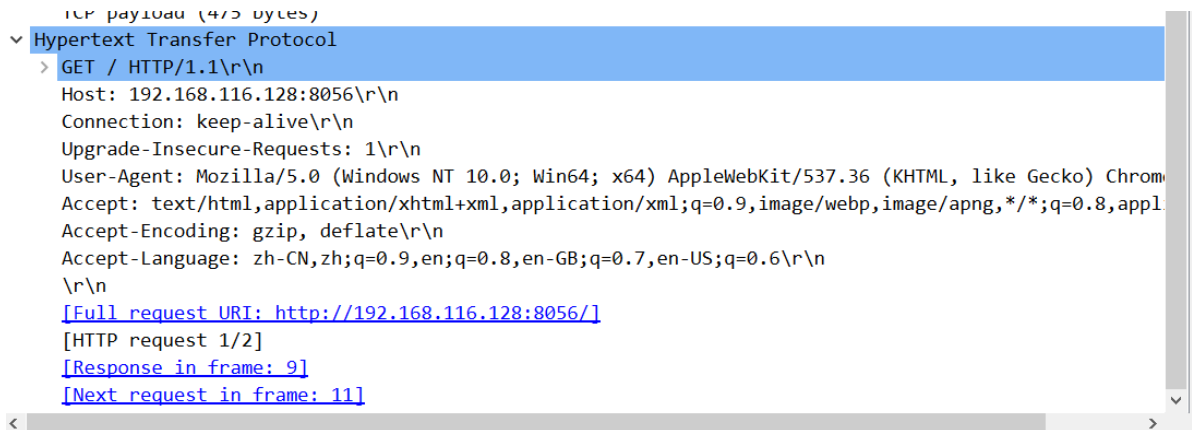 TCP payload (475 bytes)
Hypertext Transfer Protocol
GET / HTTP/1.1\r\n
Host: 192.168.116.128:8056\r\n
Connection: keep-alive\r\n
Upgrade-Insecure-Requests: 1\r\n
User-Agent: Mozilla/5.0 (Windows NT 10.0; Win64; x64) AppleWebKit/537.36 (KHTML, like Gecko) Chrom
Accept: text/html,application/xhtml+xml,application/xml;q=0.9,image/webp,image/apng,*/*;q=0.8,appl
Accept-Encoding: gzip, deflate\r\n
Accept-Language: zh-CN,zh;q=0.9,en;q=0.8,en-GB;q=0.7,en-US;q=0.6\r\n
\r\n
[Full request URI: http://192.168.116.128:8056/]
[HTTP request 1/2]
[Response in frame: 9]
[Next request in frame: 11]